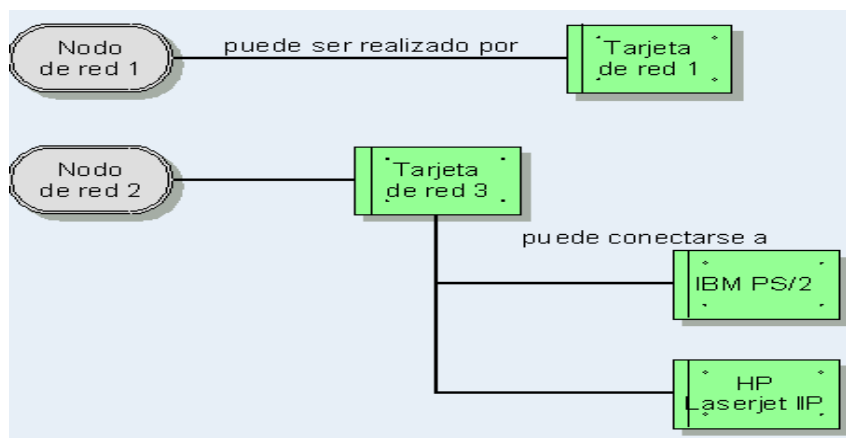 Nodo
de red 1
puede ser realizado por
Tarjeta
de red 1
Nodo
de red 2
Tarjeta
de red 3
puede conectarse a
IBM PS/2
HP
Laserjet IIP